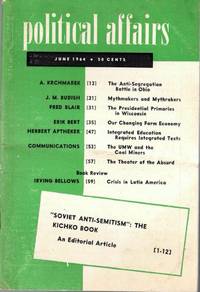 political affairs
JUNE 1964 • 50 CENTS
A. KRCHMAREK [13] The Anti-Segregation
Battle in Ohio
J. M. BUDISH [21] Mythmakers and Mythtakers
FRED BLAIR [31] The Presidential Primaries
in Wisconsin
ERIK BERT [35] Our Changing Farm Economy
HERBERT APTHEKER [47] Integrated Education
Requires Integrated Texts
COMMUNICATIONS [53] The UMW and the
Coal Miners
[57] The Theater of the Absurd
Book Review
IRVING BELLOWS [59] Crisis in Latin America
"SOVIET ANTI-SEMITISM": THE
KICHKO BOOK
An Editorial Article [1-12]